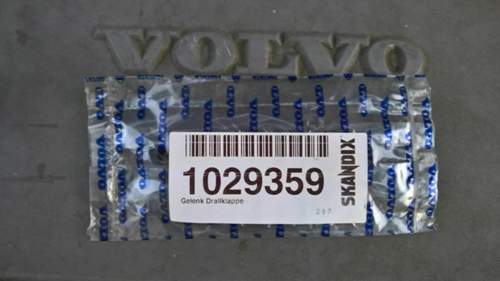 VOLVO
1029359
Gelenk Drallklappe
SKANDIX